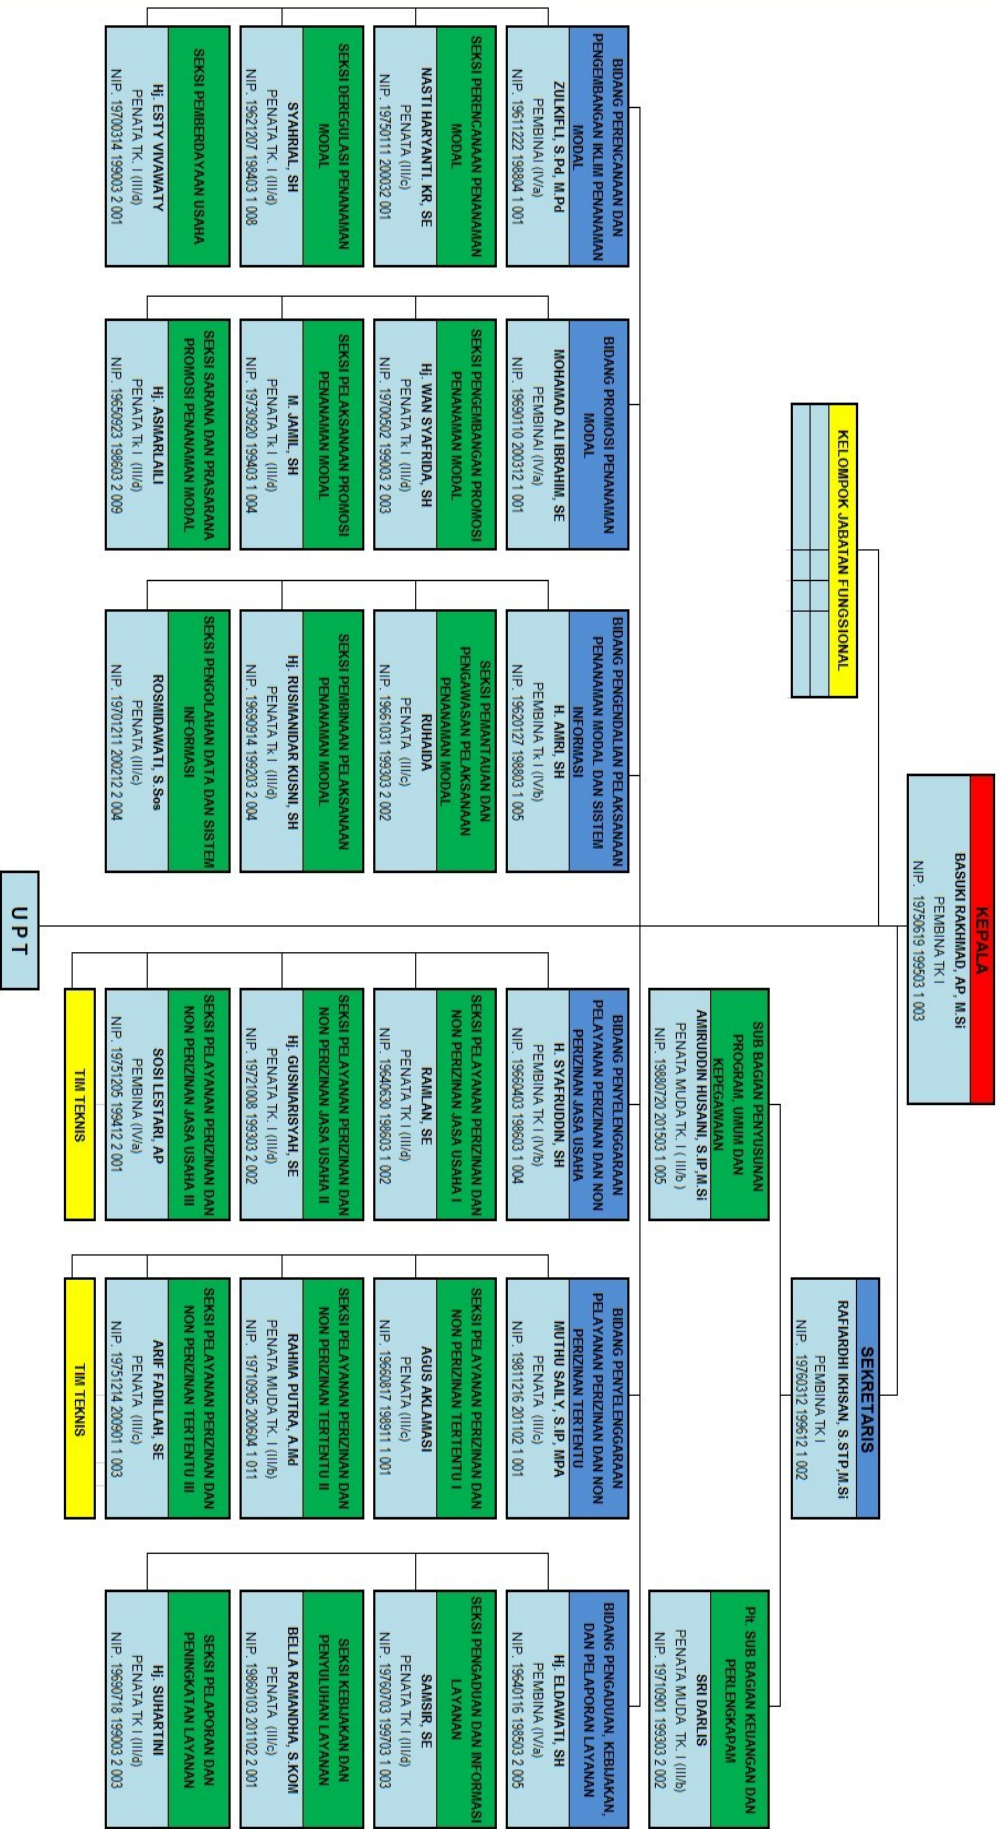 KEPALA
BASUKI RAKHMAD, AP, M.Si
PEMBINA TK I
NIP. 19750619 199503 1 003
KELOMPOK JABATAN FUNGSIONAL
SEKRETARIS
RAFIARDHI IKHSAN, S.STP,M.Si
PEMBINA TK I
NIP. 19760312 199612 1 002
SUB BAGIAN PENYUSUNAN
PROGRAM, UMUM DAN
KEPEGAWAIAN
AMIRUDDIN HUSAINI, S.IP,M.Si
PENATA MUDA TK. I ( III/b )
NIP. 19880720 201503 1 005
Plt. SUB BAGIAN KEUANGAN DAN
PERLENGKAPAM
SRI DARLIS
PENATA MUDA TK. I (III/b)
NIP. 19710901 199303 2 002
BIDANG PERENCANAAN DAN
PENGEMBANGAN IKLIM PENANAMAN
MODAL
ZULKIFLI, S.Pd, M.Pd
PEMBINAI (IV/a)
NIP. 19611222 198804 1 001
SEKSI PERENCANAAN PENANAMAN
MODAL
NASTI HARYANTI. KR, SE
PENATA (III/c)
NIP. 19750111 200032 001
SEKSI DEREGULASI PENANAMAN
MODAL
SYAHRIAL, SH
PENATA TK. I (III/d)
NIP. 19621207 198403 1 008
SEKSI PEMBERDAYAAN USAHA
Hj. ESTY VIVAWATY
PENATA TK. I (III/d)
NIP. 19700314 199003 2 001
BIDANG PROMOSI PENANAMAN
MODAL
MOHAMAD ALI IBRAHIM, SE
PEMBINAI (IV/a)
NIP. 19690110 200312 1 001
SEKSI PENGEMBANGAN PROMOSI
PENANAMAN MODAL
Hj. WAN SYAFRIDA, SH
PENATA Tk I (III/d)
NIP. 19700502 199003 2 003
SEKSI PELAKSANAAN PROMOSI
PENANAMAN MODAL
M. JAMIL, SH
PENATA Tk I (III/d)
NIP. 19730920 199403 1 004
SEKSI SARANA DAN PRASARANA
PROMOSI PENANAMAN MODAL
Hj. ASMARLAILI
PENATA Tk I (III/d)
NIP. 19650923 198603 2 009
BIDANG PENGENDALIAN PELAKSANAAN
PENANAMAN MODAL DAN SISTEM
INFORMASI
H. AMRI, SH
PEMBINA Tk I (IV/b)
NIP. 19620127 198803 1 005
SEKSI PEMANTAUAN DAN
PENGAWASAN PELAKSANAAN
PENANAMAN MODAL
RUHAIDA
PENATA (III/c)
NIP. 19661031 199303 2 002
SEKSI PEMBINAAN PELAKSANAAN
PENANAMAN MODAL
Hj. RUSMANIDAR KUSNI, SH
PENATA Tk I (III/d)
NIP. 19690914 199203 2 004
SEKSI PENGOLAHAN DATA DAN SISTEM
INFORMASI
ROSMIDAWATI, S.Sos
PENATA (III/c)
NIP. 19701211 200212 2 004
BIDANG PENYELENGGARAAN
PELAYANAN PERIZINAN DAN NON
PERIZINAN JASA USAHA
H. SYAFRUDDIN, SH
PEMBINA TK I (IV/b)
NIP. 19660403 198603 1 004
SEKSI PELAYANAN PERIZINAN DAN
NON PERIZINAN JASA USAHA I
RAMLAN, SE
PENATA TK I (III/d)
NIP. 19640630 198603 1 002
SEKSI PELAYANAN PERIZINAN DAN
NON PERIZINAN JASA USAHA II
Hj. GUSNIARISYAH, SE
PENATA TK. I (III/d)
NIP. 19721008 199303 2 002
SEKSI PELAYANAN PERIZINAN DAN
NON PERIZINAN JASA USAHA III
SOSI LESTARI, AP
PEMBINA (IV/a)
NIP. 19751205 199412 2 001
TIM TEKNIS
BIDANG PENYELENGGARAAN
PELAYANAN PERIZINAN DAN NON
PERIZINAN TERTENTU
MUTHU SAILY, S.IP, MPA
PENATA (III/c)
NIP. 19811216 201102 1 001
SEKSI PELAYANAN PERIZINAN DAN
NON PERIZINAN TERTENTU I
AGUS AKLAMASI
PENATA (III/c)
NIP. 19660817 198911 1 001
SEKSI PELAYANAN PERIZINAN DAN
NON PERIZINAN TERTENTU II
RAHMA PUTRA, A.Md
PENATA MUDA TK. I (III/b)
NIP. 19710905 200604 1 011
SEKSI PELAYANAN PERIZINAN DAN
NON PERIZINAN TERTENTU III
ARIF FADILLAH, SE
PENATA (III/c)
NIP. 19751214 200901 1 003
TIM TEKNIS
BIDANG PENGADUAN, KEBIJAKAN,
DAN PELAPORAN LAYANAN
Hj. ELDAWATI, SH
PEMBINA (IV/a)
NIP. 19640116 198503 2 005
SEKSI PENGADUAN DAN INFORMASI
LAYANAN
SAMSIR, SE
PENATA TK I (III/d)
NIP. 19760703 199703 1 003
SEKSI KEBIJAKAN DAN
PENYULUHAN LAYANAN
BELLA RAMANDHA, S.KOM
PENATA (III/c)
NIP. 19860103 201102 2 001
SEKSI PELAPORAN DAN
PENINGKATAN LAYANAN
Hj. SUHARTINI
PENATA TK I (III/d)
NIP. 19690718 199003 2 003
U P T